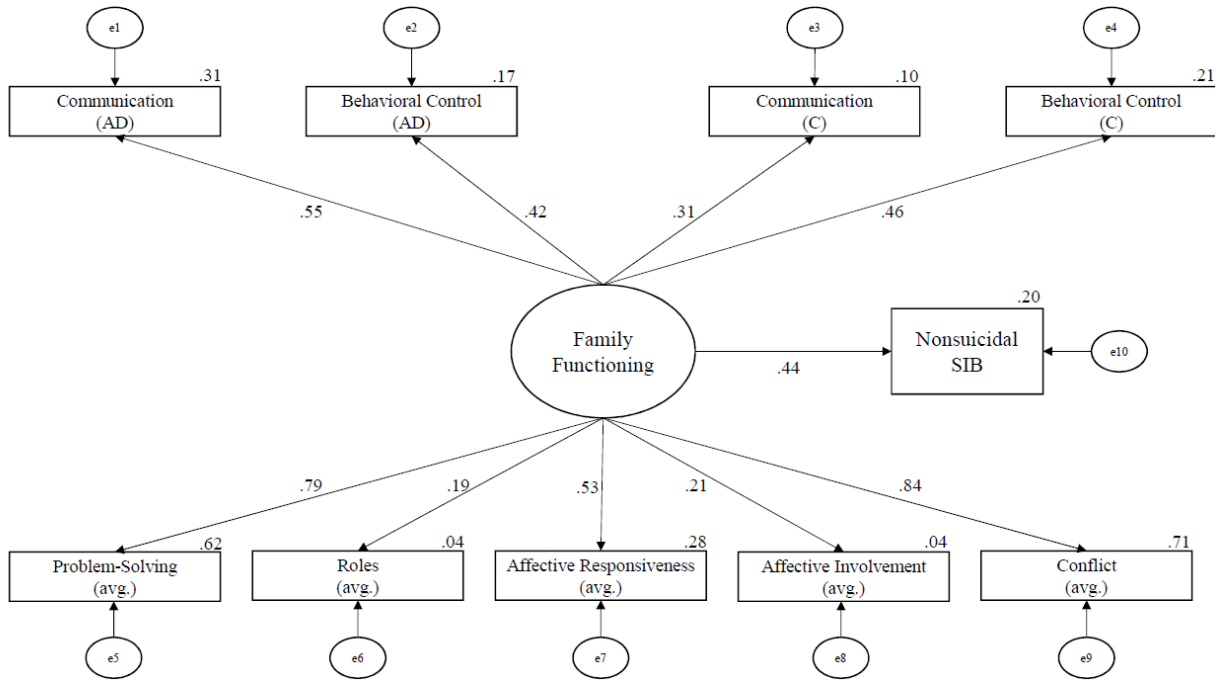 e1
e2
e3
e4
.31
.17
.10
.21
Communication
(AD)
Behavioral Control
(AD)
Communication
(C)
Behavioral Control
(C)
.55
.42
.31
.46
.20
Family
Functioning
Nonsuicidal
SIB
e10
.44
.79
.19
.53
.21
.84
.62
.04
.28
.04
.71
Problem-Solving
(avg.)
Roles
(avg.)
Affective Responsiveness
(avg.)
Affective Involvement
(avg.)
Conflict
(avg.)
e5
e6
e7
e8
e9